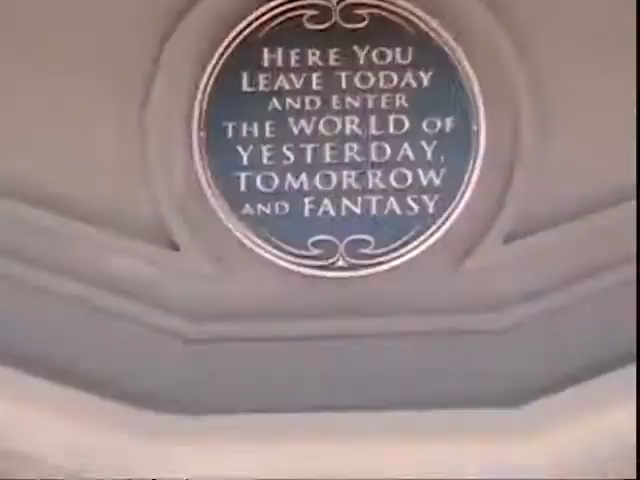 HERE YOU
LEAVE TODAY
AND ENTER
THE WORLD OF
YESTERDAY,
TOMORROW
AND FANTASY